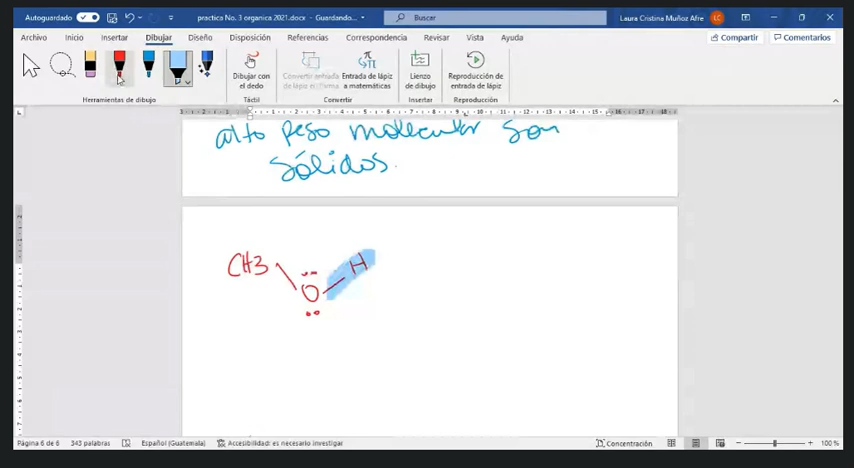 Autoguardado
practica No. 3 organica 2021.docx - Guardando...
Buscar
Laura Cristina Muñoz Afre
LC
Archivo Inicio Insertar Dibujar Diseño Disposición Referencias Correspondencia Revisar Vista Ayuda Compartir Comentarios
Dibujar con el dedo
Convertir entrada de lápiz en Forma
Entrada de lápiz a matemáticas
Lienzo de dibujo
Reproducción de entrada de lápiz
Herramientas de dibujo Táctil Convertir Insertar Reproducción
alto peso molecular son
sólidos.
CH3 H
O
Página 6 de 6 343 palabras Español (Guatemala) Accesibilidad: es necesario investigar Concentración 100 %